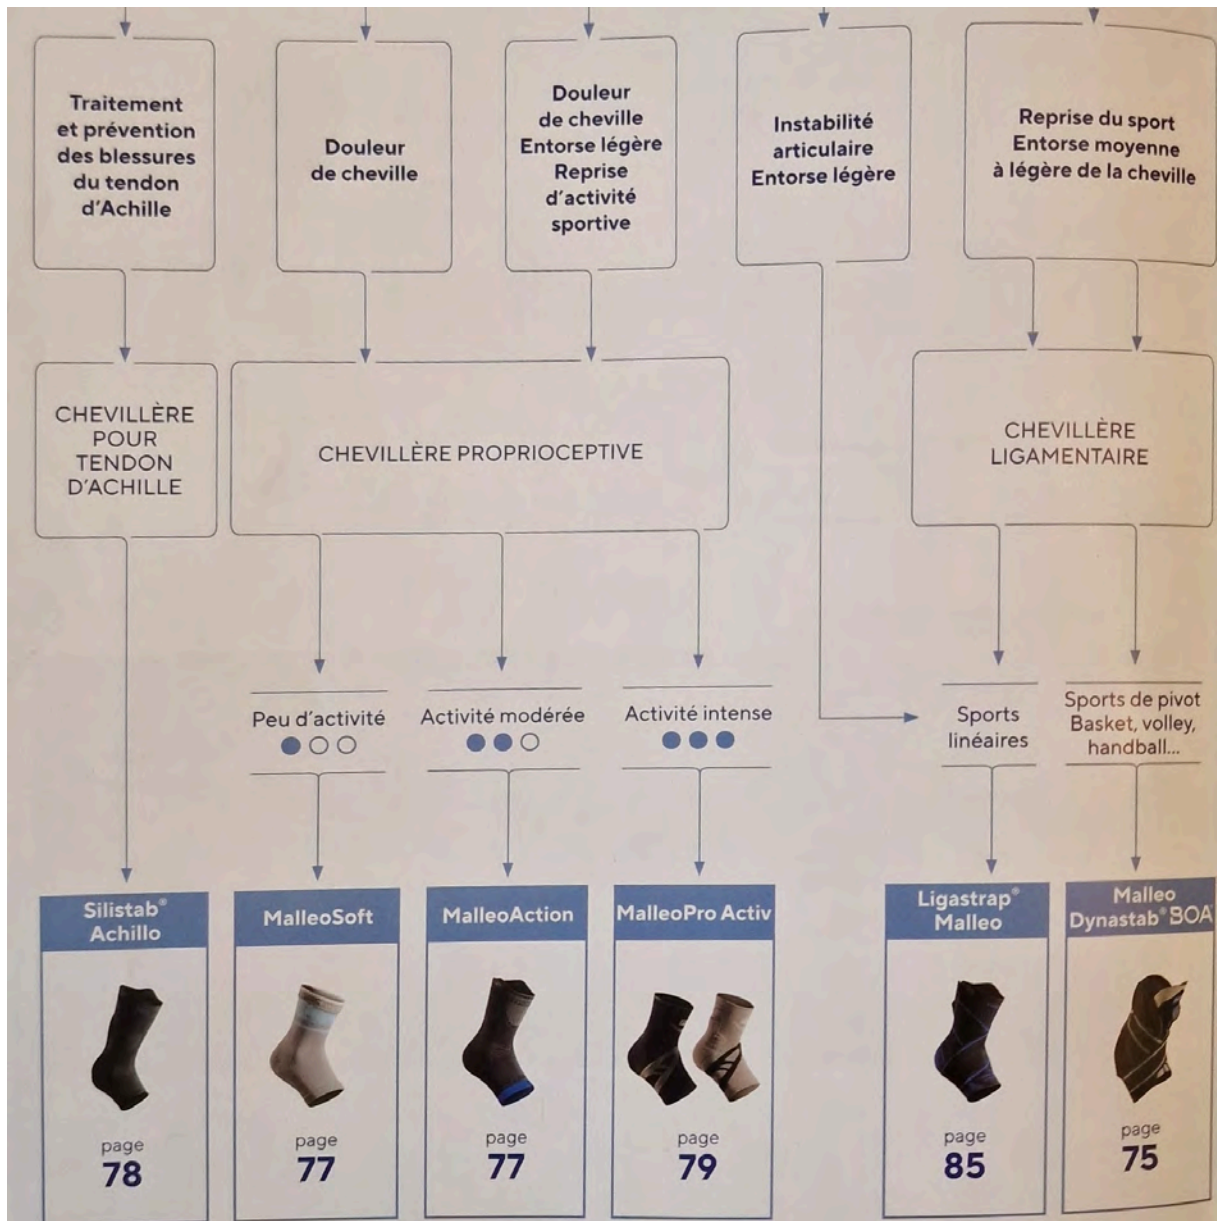 Traitement
et prévention
des blessures
du tendon
d'Achille
Douleur
de cheville
Douleur
de cheville
Entorse légère
Reprise
d'activité
sportive
Instabilité
articulaire
Entorse légère
Reprise du sport
Entorse moyenne
à légère de la cheville
CHEVILLÈRE
POUR
TENDON
D'ACHILLE
CHEVILLÈRE PROPRIOCEPTIVE
CHEVILLÈRE
LIGAMENTAIRE
Peu d'activité
Activité modérée
Activité intense
Sports
linéaires
Sports de pivot
Basket, volley,
handball...
Silistab®
Achillo
MalleoSoft
MalleoAction
MalleoPro Activ
Ligastrap®
Malleo
Malleo
Dynastab® BOA
page
78
page
77
page
77
page
79
page
85
page
75